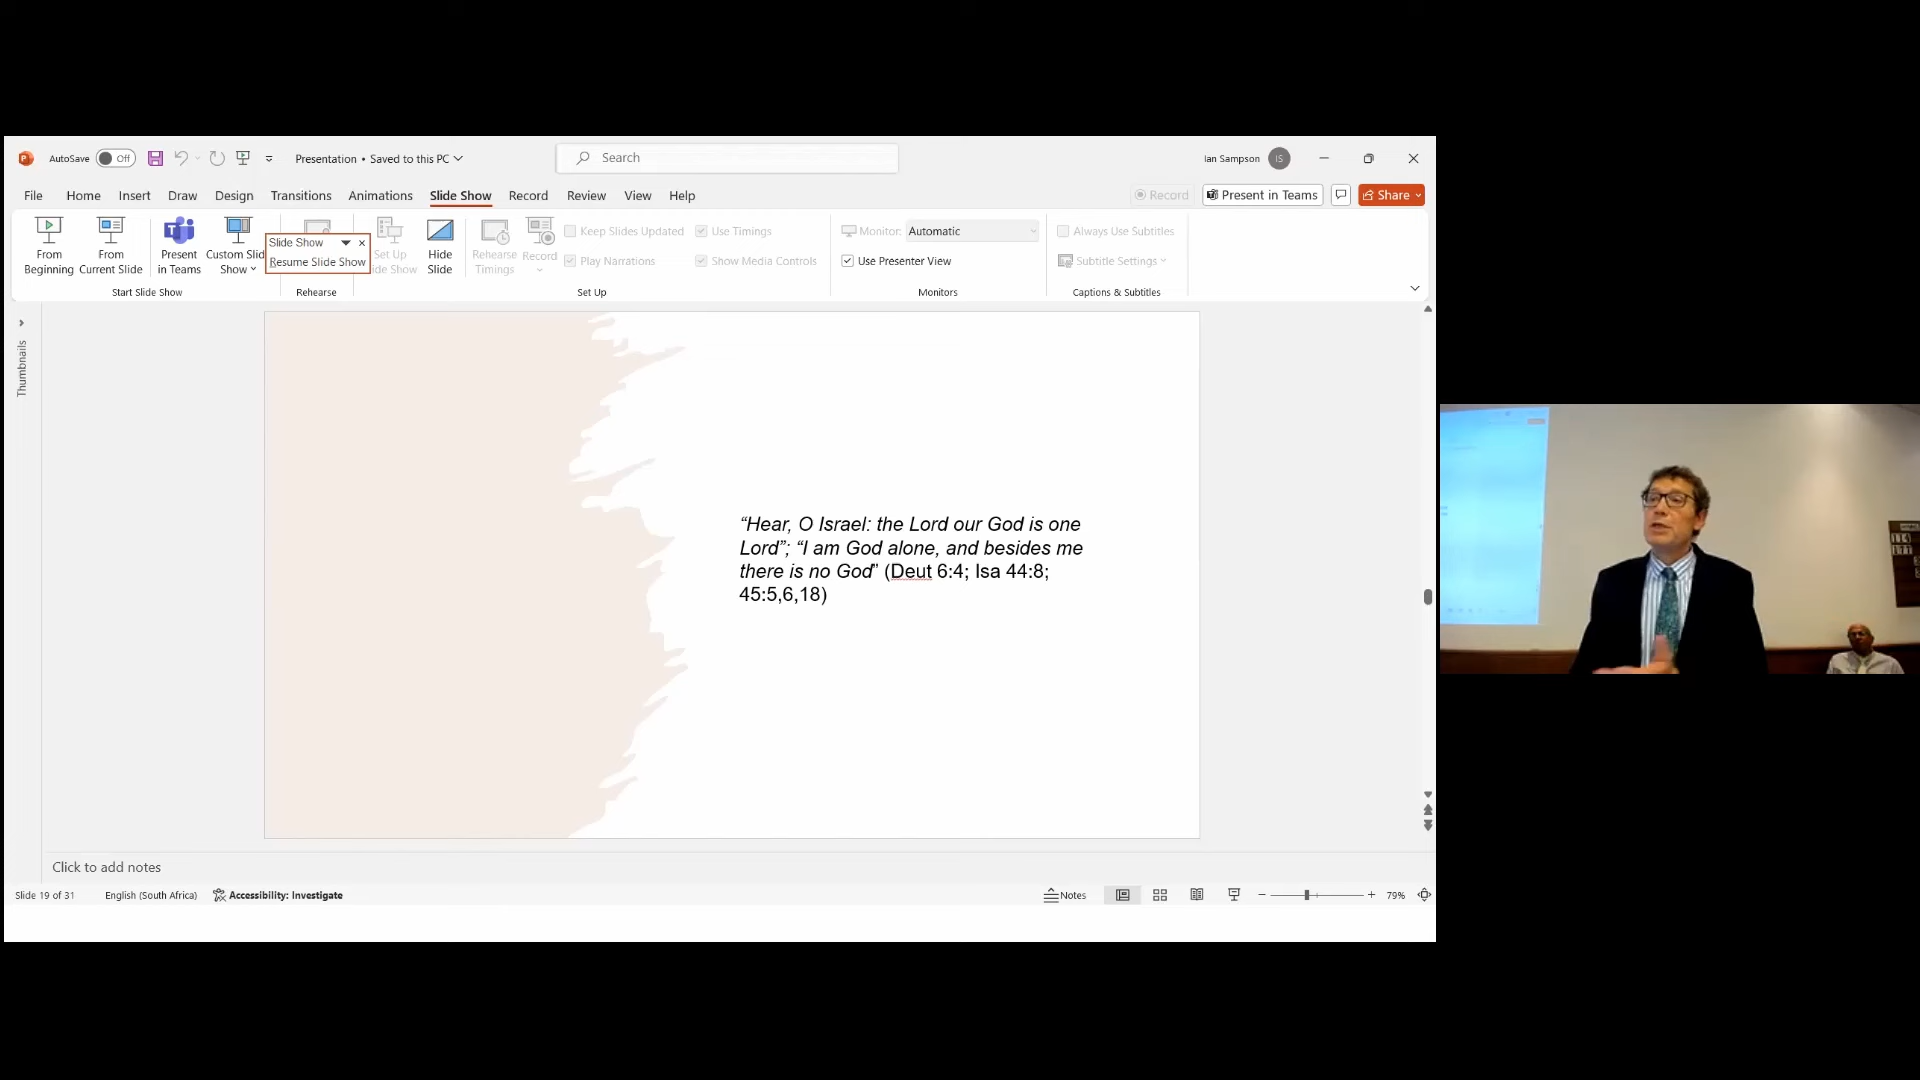 AutoSave Off Presentation • Saved to this PC Search Ian Sampson IS
File Home Insert Draw Design Transitions Animations Slide Show Record Review View Help Record Present in Teams Share
From Beginning
From Current Slide
Present in Teams
Custom Slid Show
Slide Show
Resume Slide Show
Set Up
ide Show
Hide Slide
Rehearse Timings
Record
Keep Slides Updated
Play Narrations
Use Timings
Show Media Controls
Monitor: Automatic
Use Presenter View
Always Use Subtitles
Subtitle Settings
Start Slide Show Rehearse Set Up Monitors Captions & Subtitles
Thumbnails
“Hear, O Israel: the Lord our God is one
Lord”; “I am God alone, and besides me
there is no God” (Deut 6:4; Isa 44:8;
45:5,6,18)
Click to add notes
Slide 19 of 31 English (South Africa) Accessibility: Investigate Notes 79%
114